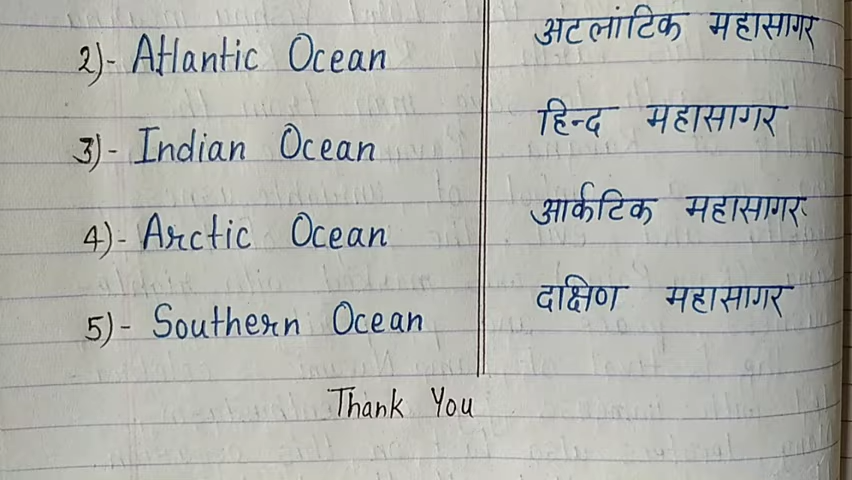 2)- Atlantic Ocean अटलांटिक महासागर
3)- Indian Ocean हिन्द महासागर
4)- Arctic Ocean आर्कटिक महासागर
5)- Southern Ocean दक्षिण महासागर
Thank You